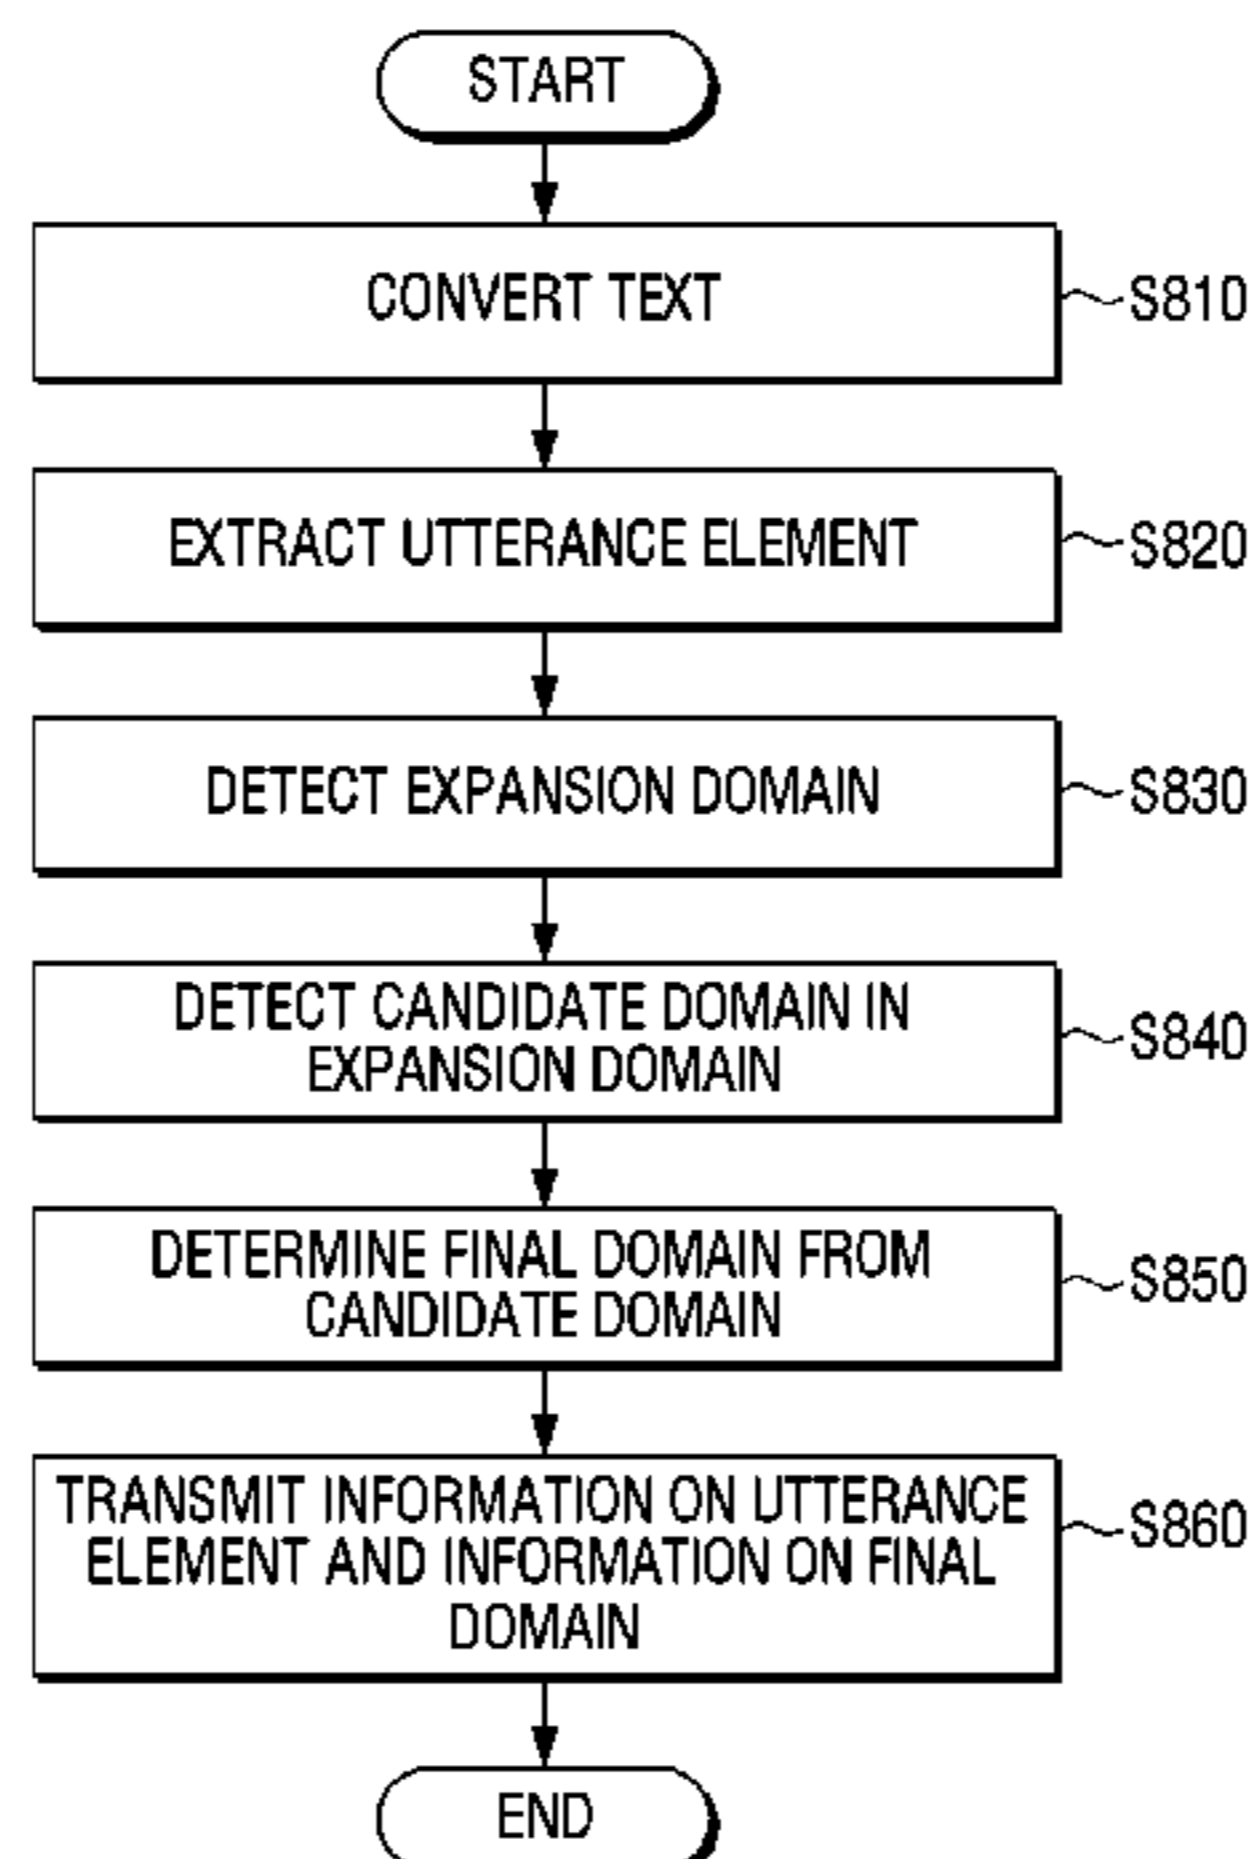 START
CONVERT TEXT
S810
EXTRACT UTTERANCE ELEMENT
S820
DETECT EXPANSION DOMAIN
S830
DETECT CANDIDATE DOMAIN IN
EXPANSION DOMAIN
S840
DETERMINE FINAL DOMAIN FROM
CANDIDATE DOMAIN
S850
TRANSMIT INFORMATION ON UTTERANCE
ELEMENT AND INFORMATION ON FINAL
DOMAIN
S860
END